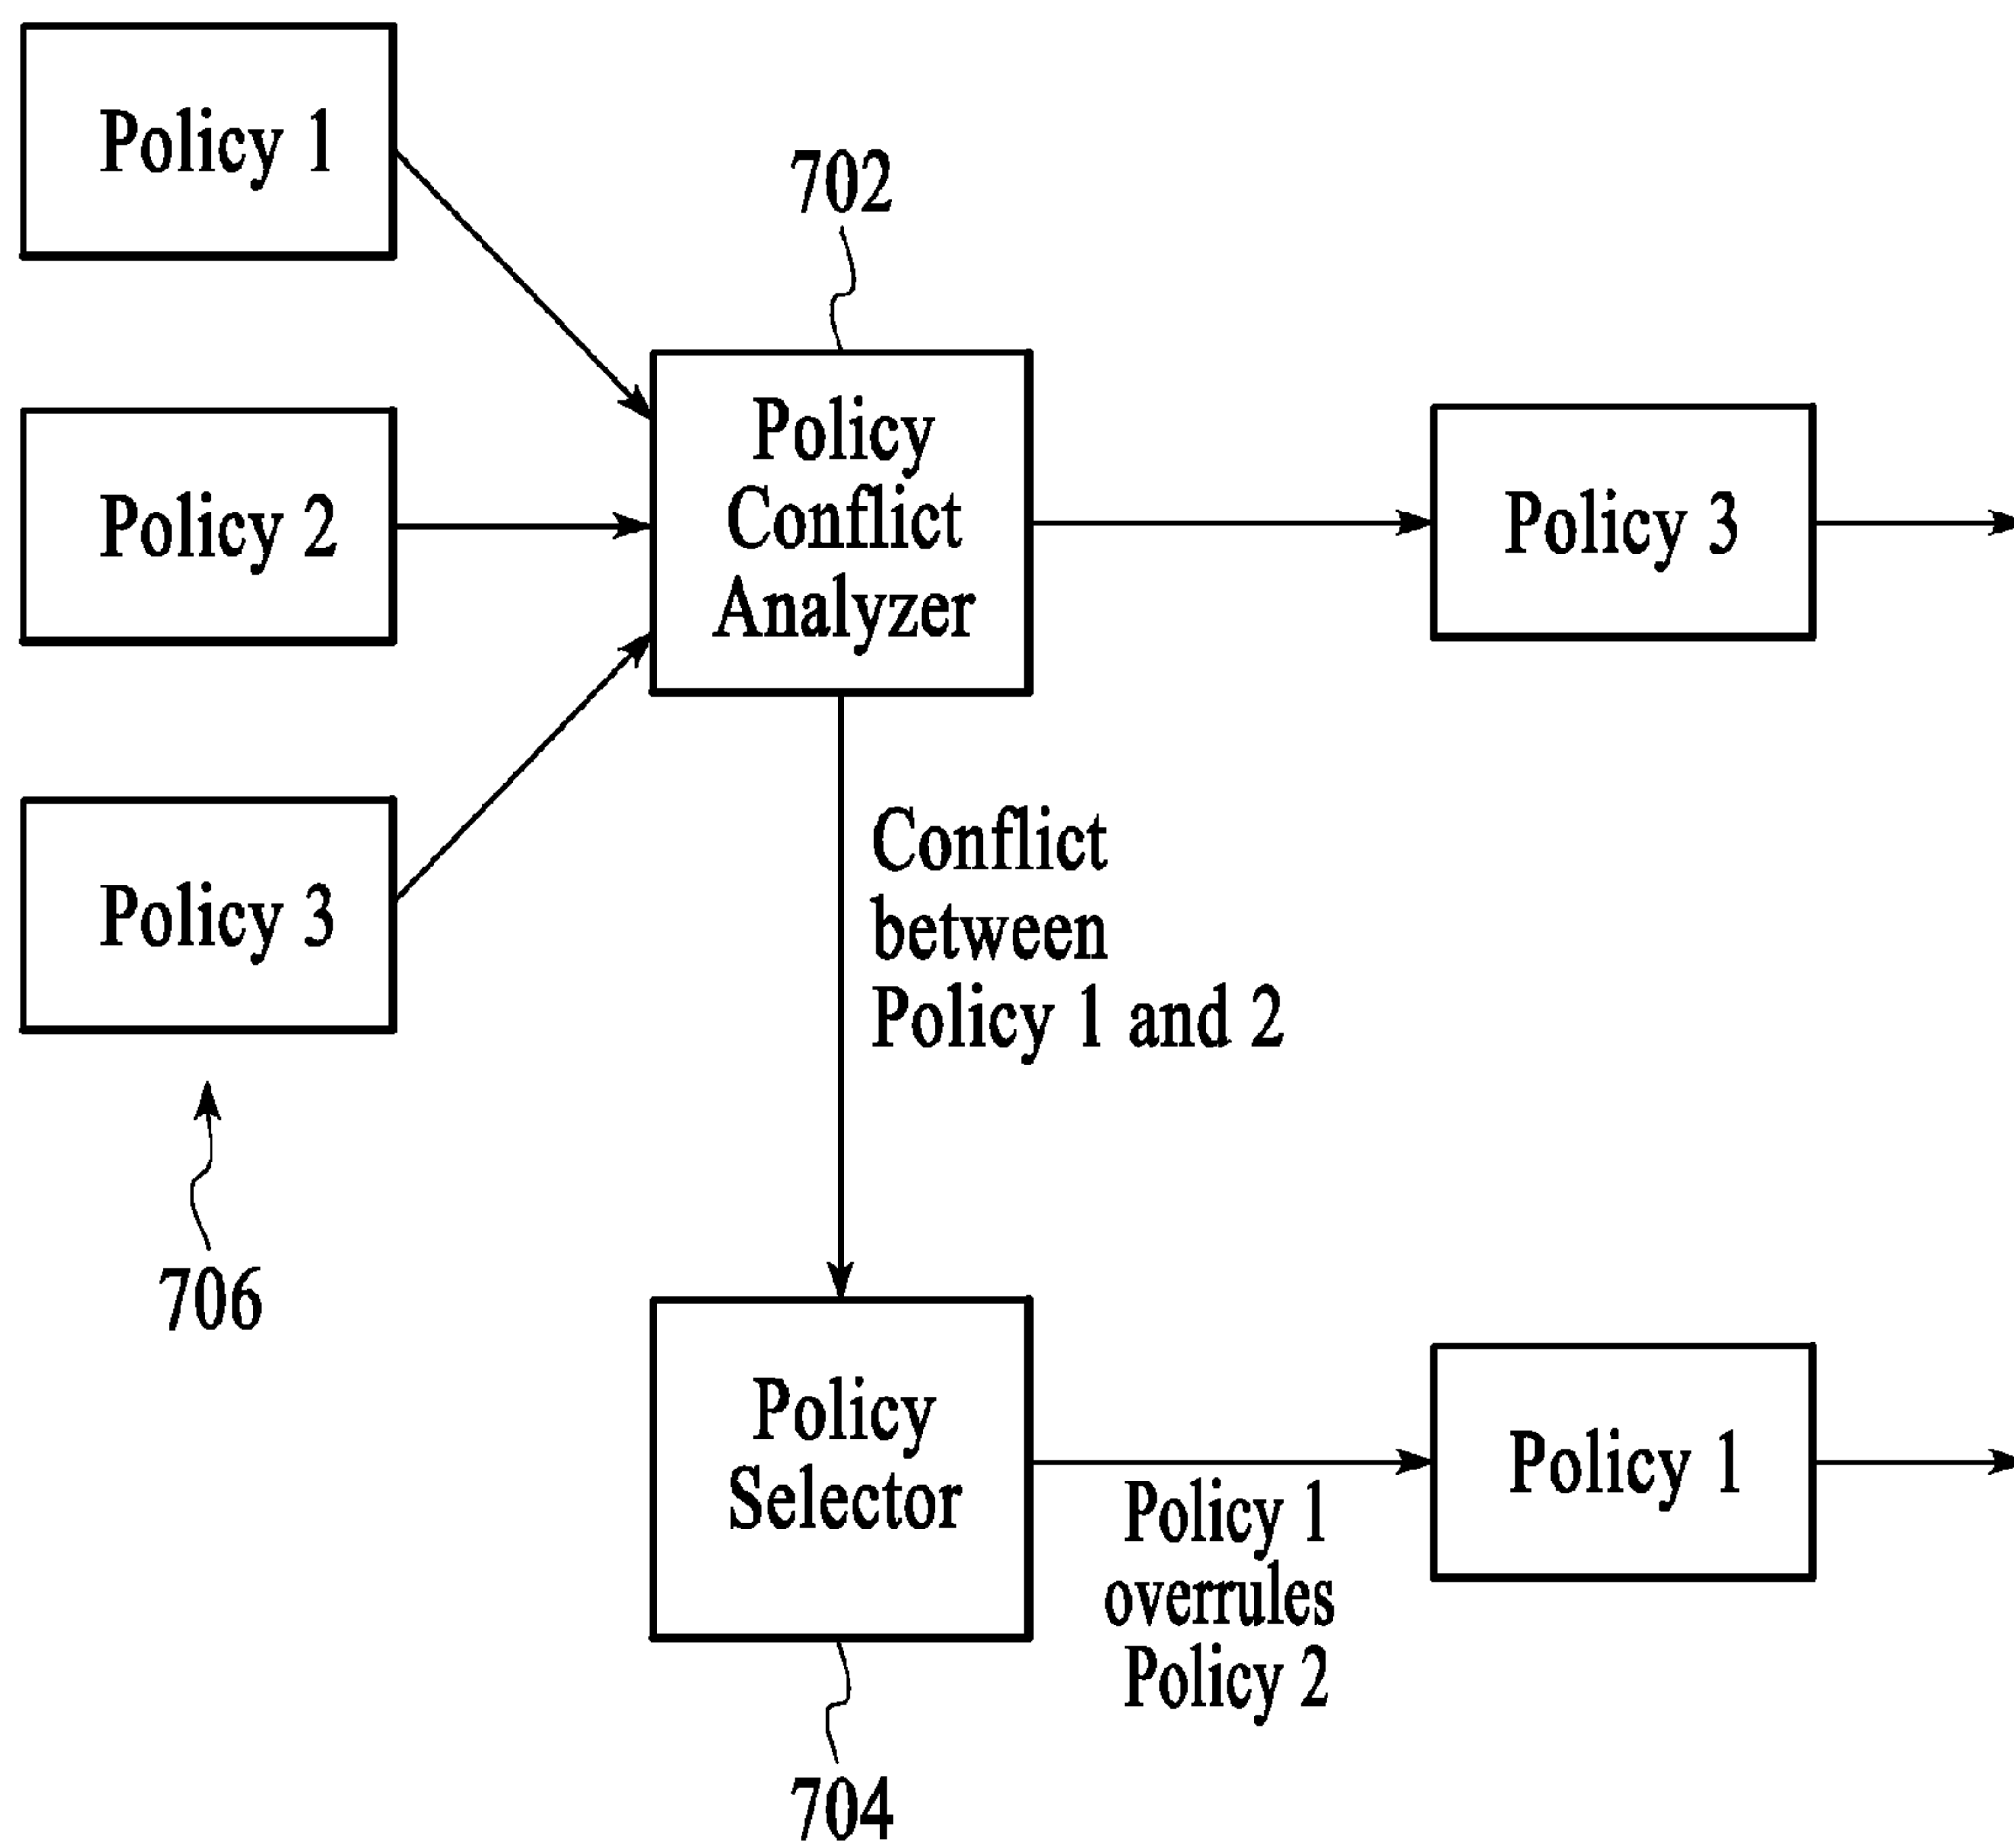 Policy 1
702
Policy 2
Policy
Conflict
Analyzer
Policy 3
Policy 3
Conflict
between
Policy 1 and 2
706
Policy
Selector
Policy 1
overrules
Policy 2
Policy 1
704